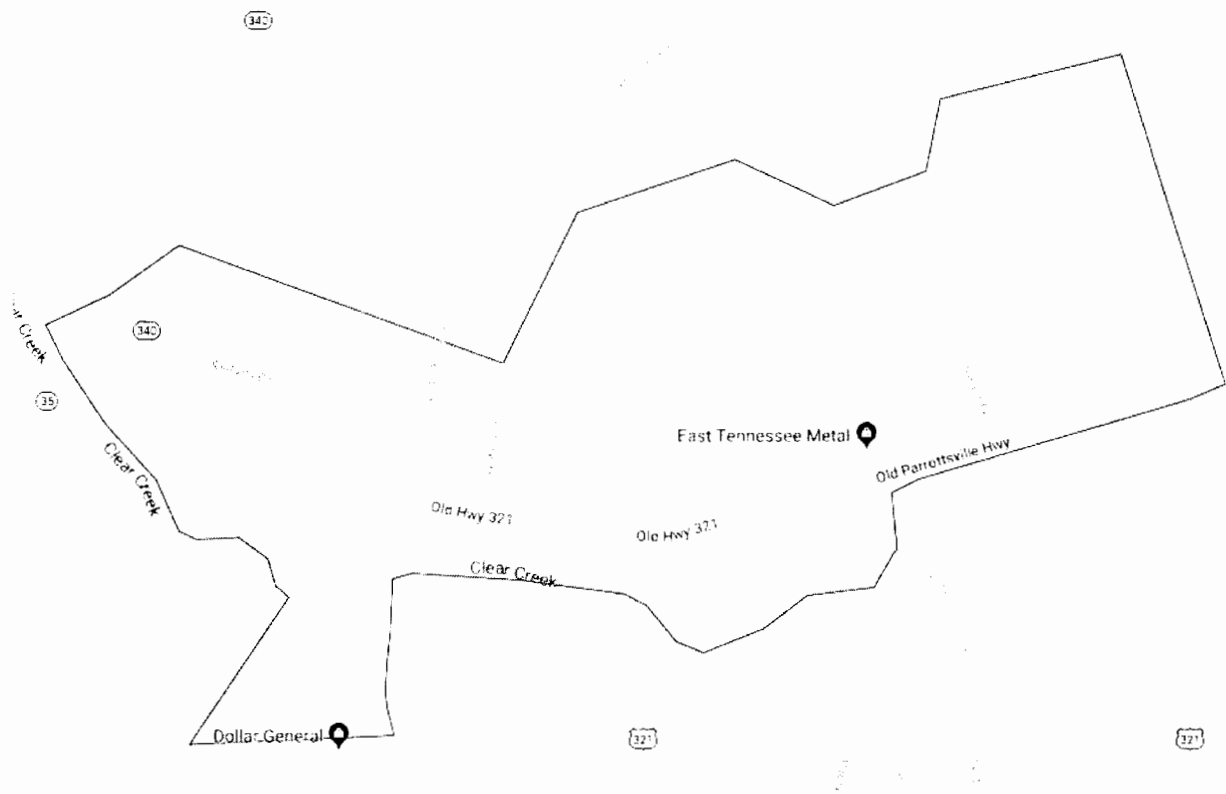 340
ar Creek
340
35
East Tennessee Metal
Clear Creek
Old Parrottsville Hwy
Old Hwy 321
Old Hwy 321
Clear Creek
Dollar General
321
321